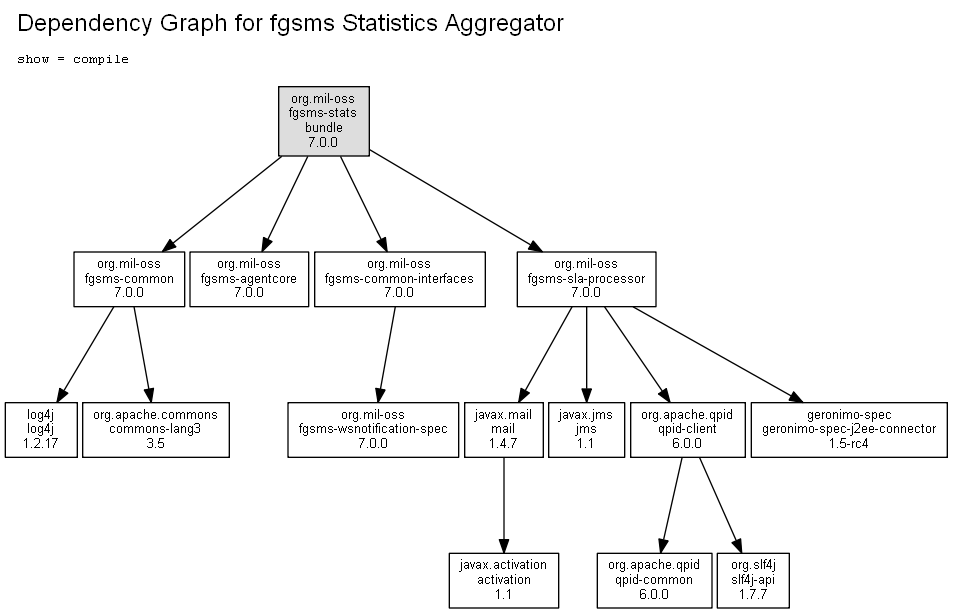 Dependency Graph for fgsms Statistics Aggregator
show = compile
org.mil-oss
fgsms-stats
bundle
7.0.0
org.mil-oss
fgsms-common
7.0.0
org.mil-oss
fgsms-agentcore
7.0.0
org.mil-oss
fgsms-common-interfaces
7.0.0
org.mil-oss
fgsms-sla-processor
7.0.0
log4j
log4j
1.2.17
org.apache.commons
commons-lang3
3.5
org.mil-oss
fgsms-wsnotification-spec
7.0.0
javax.mail
mail
1.4.7
javax.jms
jms
1.1
org.apache.qpid
qpid-client
6.0.0
geronimo-spec
geronimo-spec-j2ee-connector
1.5-rc4
javax.activation
activation
1.1
org.apache.qpid
qpid-common
6.0.0
org.slf4j
slf4j-api
1.7.7